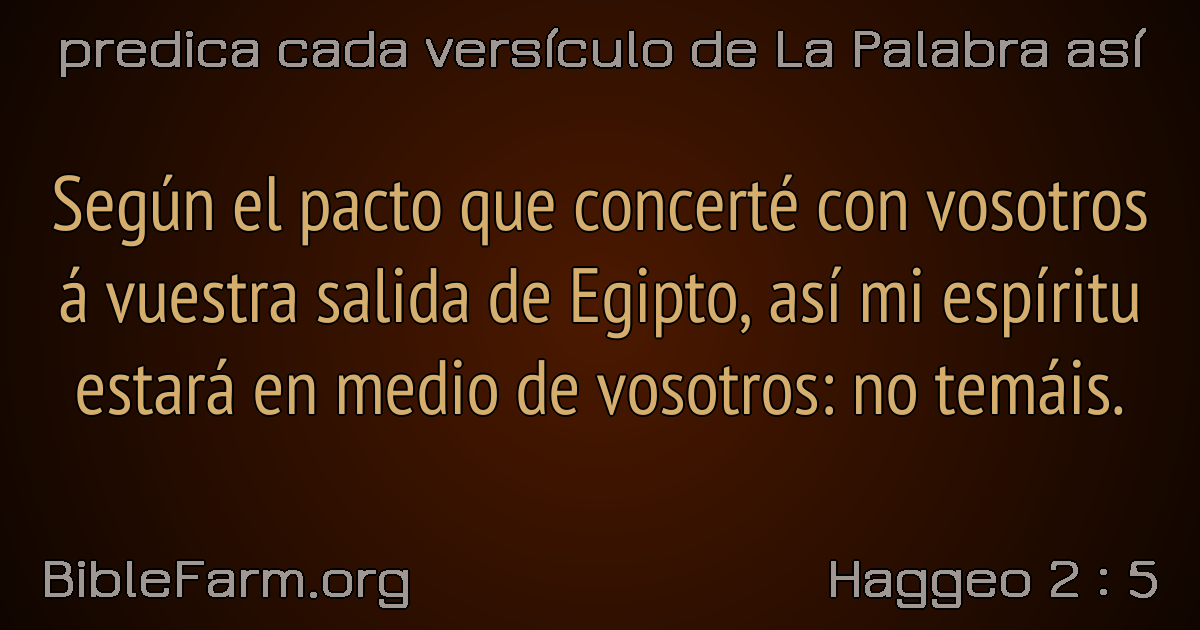 predica cada versículo de La Palabra así
Según el pacto que concerté con vosotros
á vuestra salida de Egipto, así mi espíritu
estará en medio de vosotros: no temáis.
BibleFarm.org
Haggeo 2 : 5